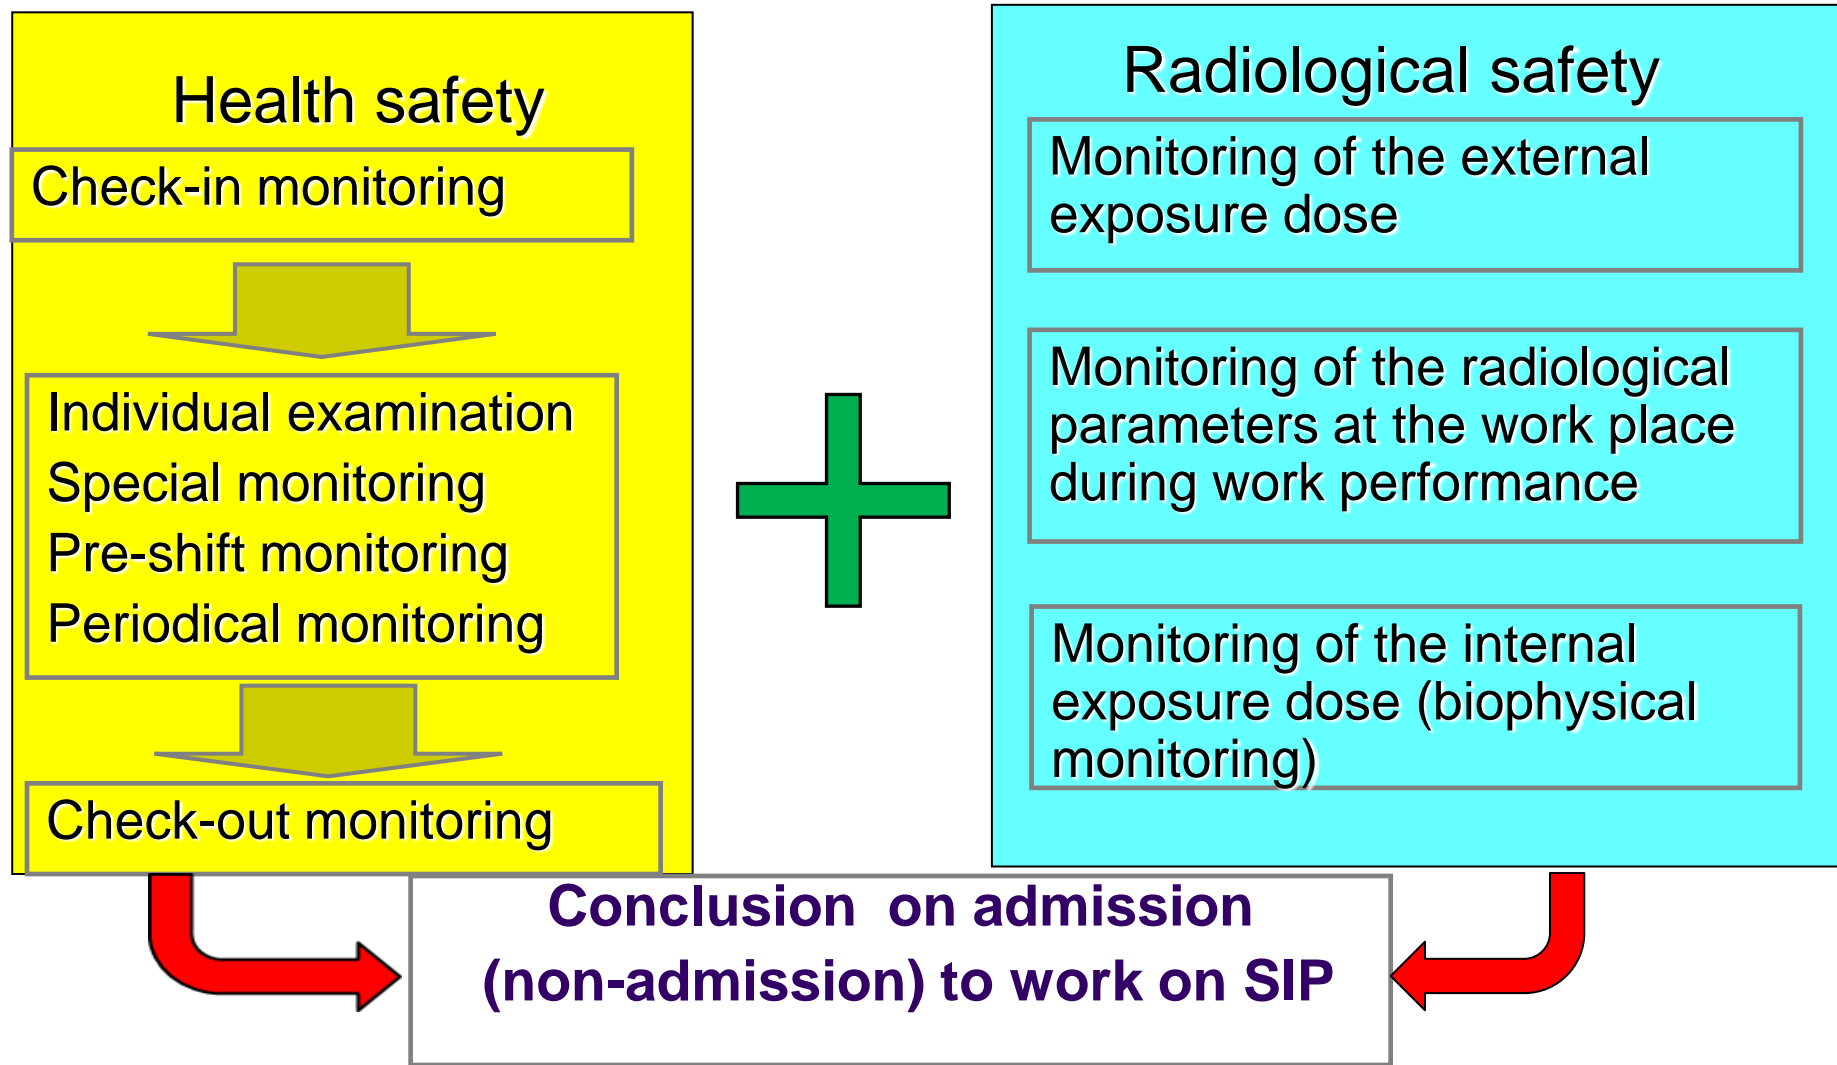 Health safety
Check-in monitoring
Individual examination
Special monitoring
Pre-shift monitoring
Periodical monitoring
Check-out monitoring
Radiological safety
Monitoring of the external
exposure dose
Monitoring of the radiological
parameters at the work place
during work performance
Monitoring of the internal
exposure dose (biophysical
monitoring)
Conclusion on admission
(non-admission) to work on SIP